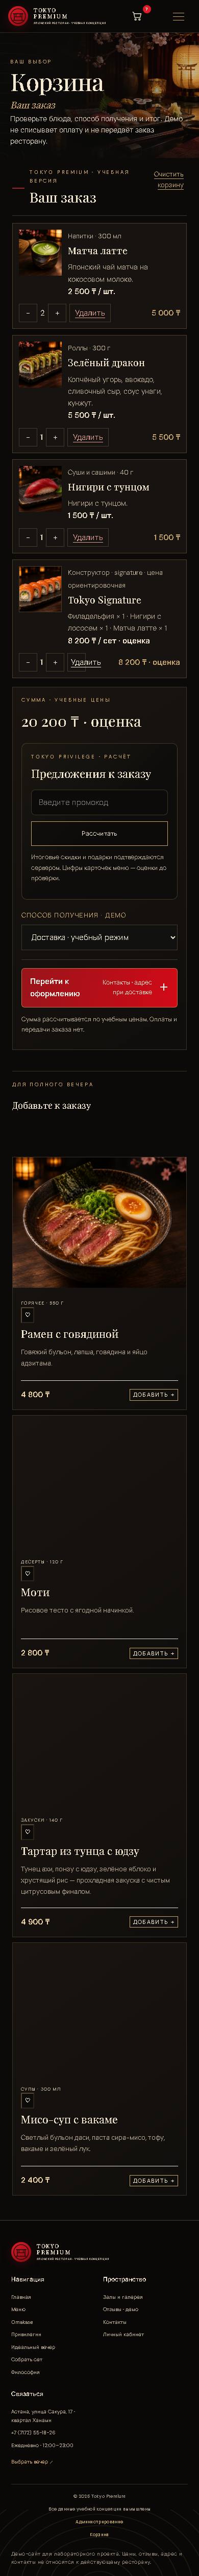 TOKYO
PREMIUM
ВАШ ВЫБОР
Корзина
Ваш заказ
Проверьте блюда, способ получения и итог. Демо
не списывает оплату и не передаёт заказ
ресторану.
TOKYO PREMIUM · УЧЕБНАЯ
ВЕРСИЯ
Ваш заказ
Очистить
корзину
Напитки · 300 мл
Матча латте
Японский чай матча на
кокосовом молоке.
2 500 ₸ / шт.
− 2 + Удалить 5 000 ₸
Роллы · 300 г
Зелёный дракон
Копчёный угорь, авокадо,
сливочный сыр, соус унаги,
кунжут.
5 500 ₸ / шт.
− 1 + Удалить 5 500 ₸
Суши и сашими · 40 г
Нигири с тунцом
Нигири с тунцом.
1 500 ₸ / шт.
− 1 + Удалить 1 500 ₸
Конструктор · signature · цена
ориентировочная
Tokyo Signature
Филадельфия × 1 · Нигири с
лососем × 1 · Матча латте × 1
8 200 ₸ / сет · оценка
− 1 + Удалить 8 200 ₸ · оценка
СУММА · УЧЕБНЫЕ ЦЕНЫ
20 200 ₸ · оценка
TOKYO PRIVILEGE · РАСЧЁТ
Предложения к заказу
Введите промокод
Рассчитать
Итоговые скидки и подарки подтверждаются
сервером. Цифры карточек меню — оценки до
проверки.
СПОСОБ ПОЛУЧЕНИЯ · ДЕМО
Доставка · учебный режим
Перейти к
оформлению
Контакты · адрес
при доставке
+
Сумма рассчитывается по учебным ценам. Оплаты и
передачи заказа нет.
ДЛЯ ПОЛНОГО ВЕЧЕРА
Добавьте к заказу
ГОРЯЧЕЕ · 550 Г
Рамен с говядиной
Говяжий бульон, лапша, говядина и яйцо
адзитама.
4 800 ₸ ДОБАВИТЬ +
ДЕСЕРТЫ · 120 Г
Моти
Рисовое тесто с ягодной начинкой.
2 800 ₸ ДОБАВИТЬ +
ЗАКУСКИ · 140 Г
Тартар из тунца с юдзу
Тунец ахи, понзу с юдзу, зелёное яблоко и
хрустящий рис — прохладная закуска с чистым
цитрусовым финалом.
4 900 ₸ ДОБАВИТЬ +
СУПЫ · 300 МЛ
Мисо-суп с вакаме
Светлый бульон даси, паста сиро-мисо, тофу,
вакаме и зелёный лук.
2 400 ₸ ДОБАВИТЬ +
TOKYO
PREMIUM
Навигация
Главная
Меню
Omakase
Привилегии
Идеальный вечер
Собрать сет
Философия
Пространство
Залы и галерея
Отзывы · демо
Контакты
Личный кабинет
Связаться
Астана, улица Сакура, 17 ·
квартал Ханами
+7 (7172) 55-18-26
Ежедневно · 12:00–23:00
Выбрать вечер
© 2026 Tokyo Premium
Все данные учебной концепции вымышлены
Администрирование
Корзина
Демо-сайт для лабораторного проекта. Цены, отзывы, адрес и
контакты не относятся к действующему ресторану.